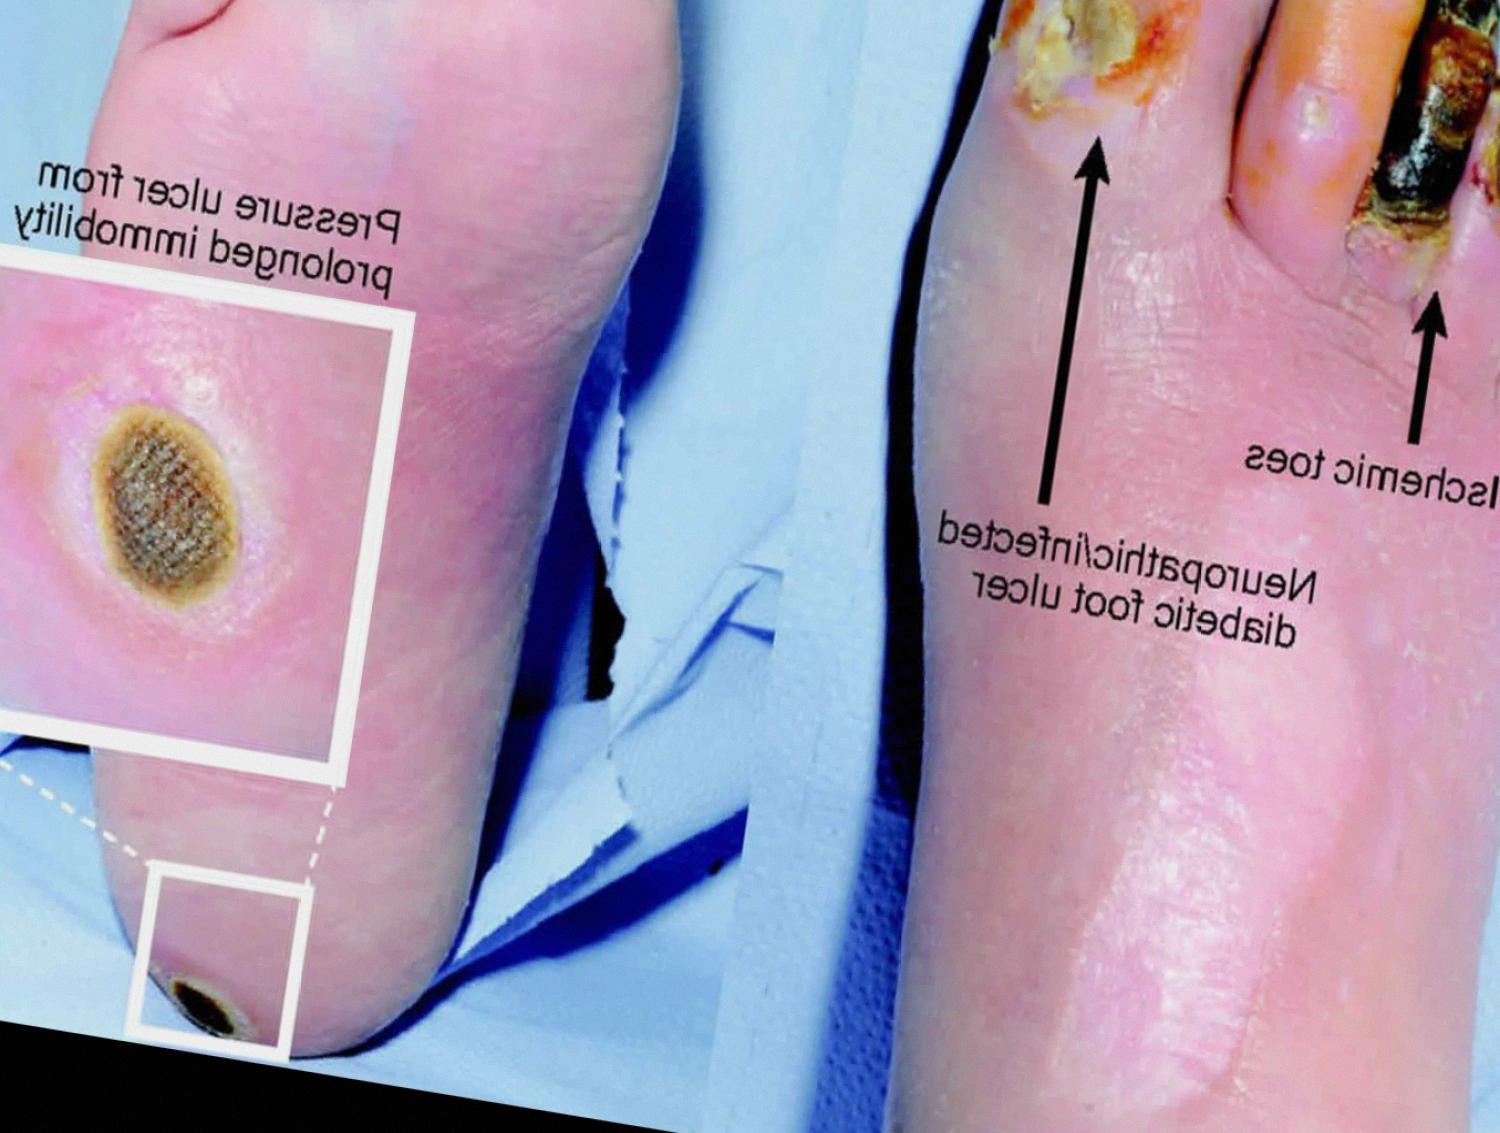 Pressure ulcer from
prolonged immobility
Ischemic toes
Neuropathic/infected
diabetic foot ulcer